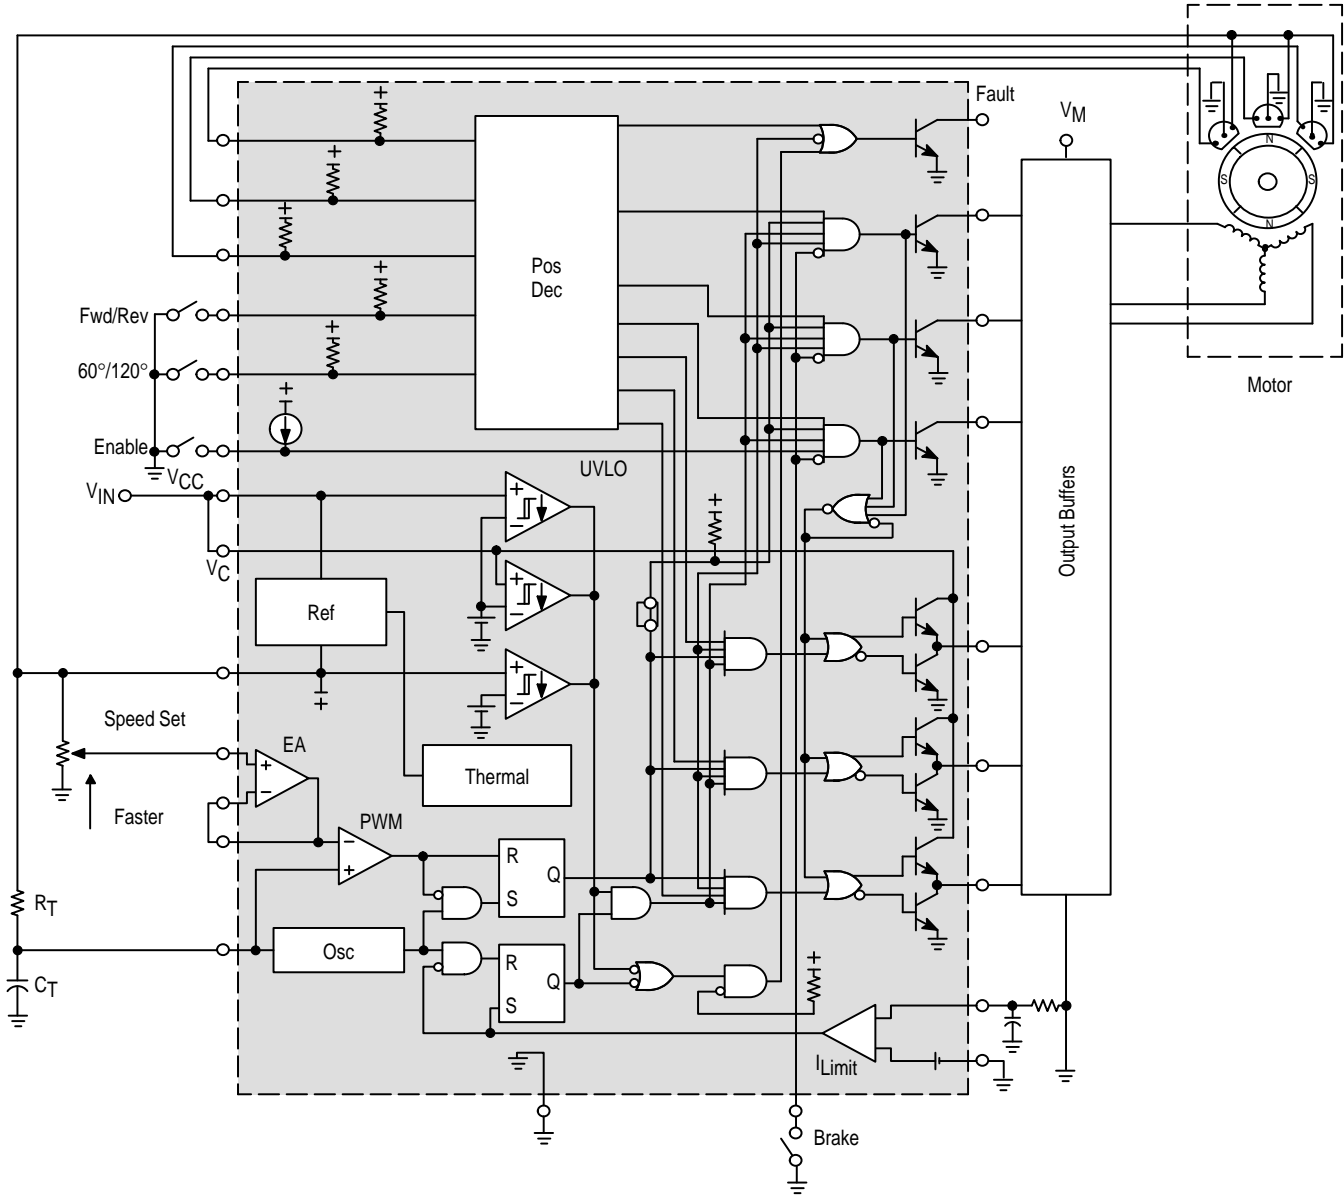 Fault
VM
N
S
S
N
Motor
Pos
Dec
Fwd/Rev
60°/120°
Enable
VCC
VIN
UVLO
+
−
VC
+
−
Ref
+
−
Output Buffers
Speed Set
EA
+
−
Thermal
Faster
PWM
−
+
R
S
Q
RT
Osc
R
S
Q
CT
ILimit
Brake